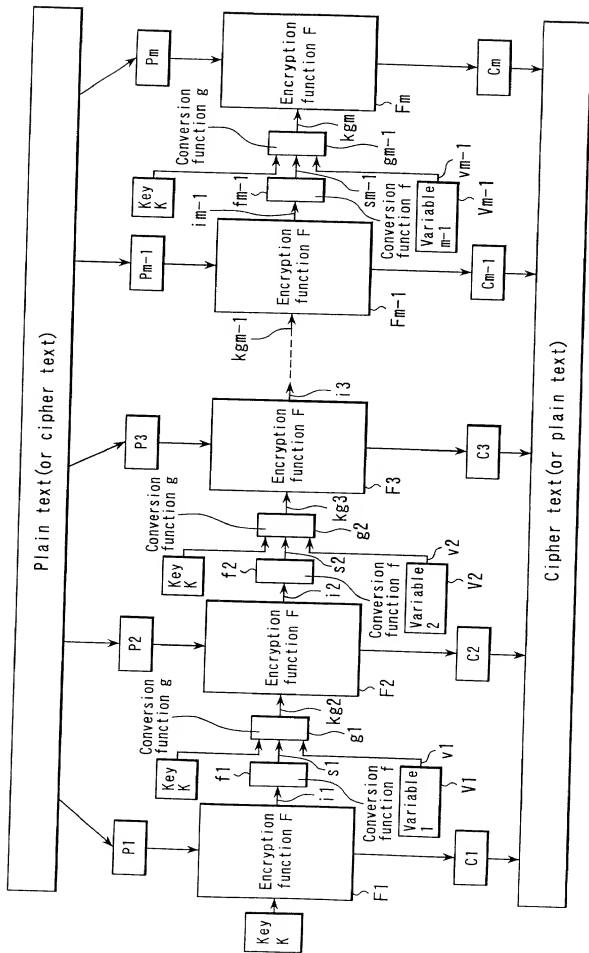 Plain text(or cipher text)
P1
P2
P3
Pm-1
Pm
Key
K
Encryption
function F
F1
i1
f1
Conversion
function f
s1
Key
K
Conversion
function g
g1
Variable
1
v1
V1
kg2
Encryption
function F
F2
i2
f2
Conversion
function f
s2
Key
K
Conversion
function g
g2
Variable
2
v2
V2
kg3
Encryption
function F
F3
i3
kgm-1
Encryption
function F
Fm-1
im-1
fm-1
Conversion
function f
sm-1
Key
K
Conversion
function g
gm-1
Variable
m-1
vm-1
Vm-1
kgm
Encryption
function F
Fm
C1
C2
C3
Cm-1
Cm
Cipher text(or plain text)